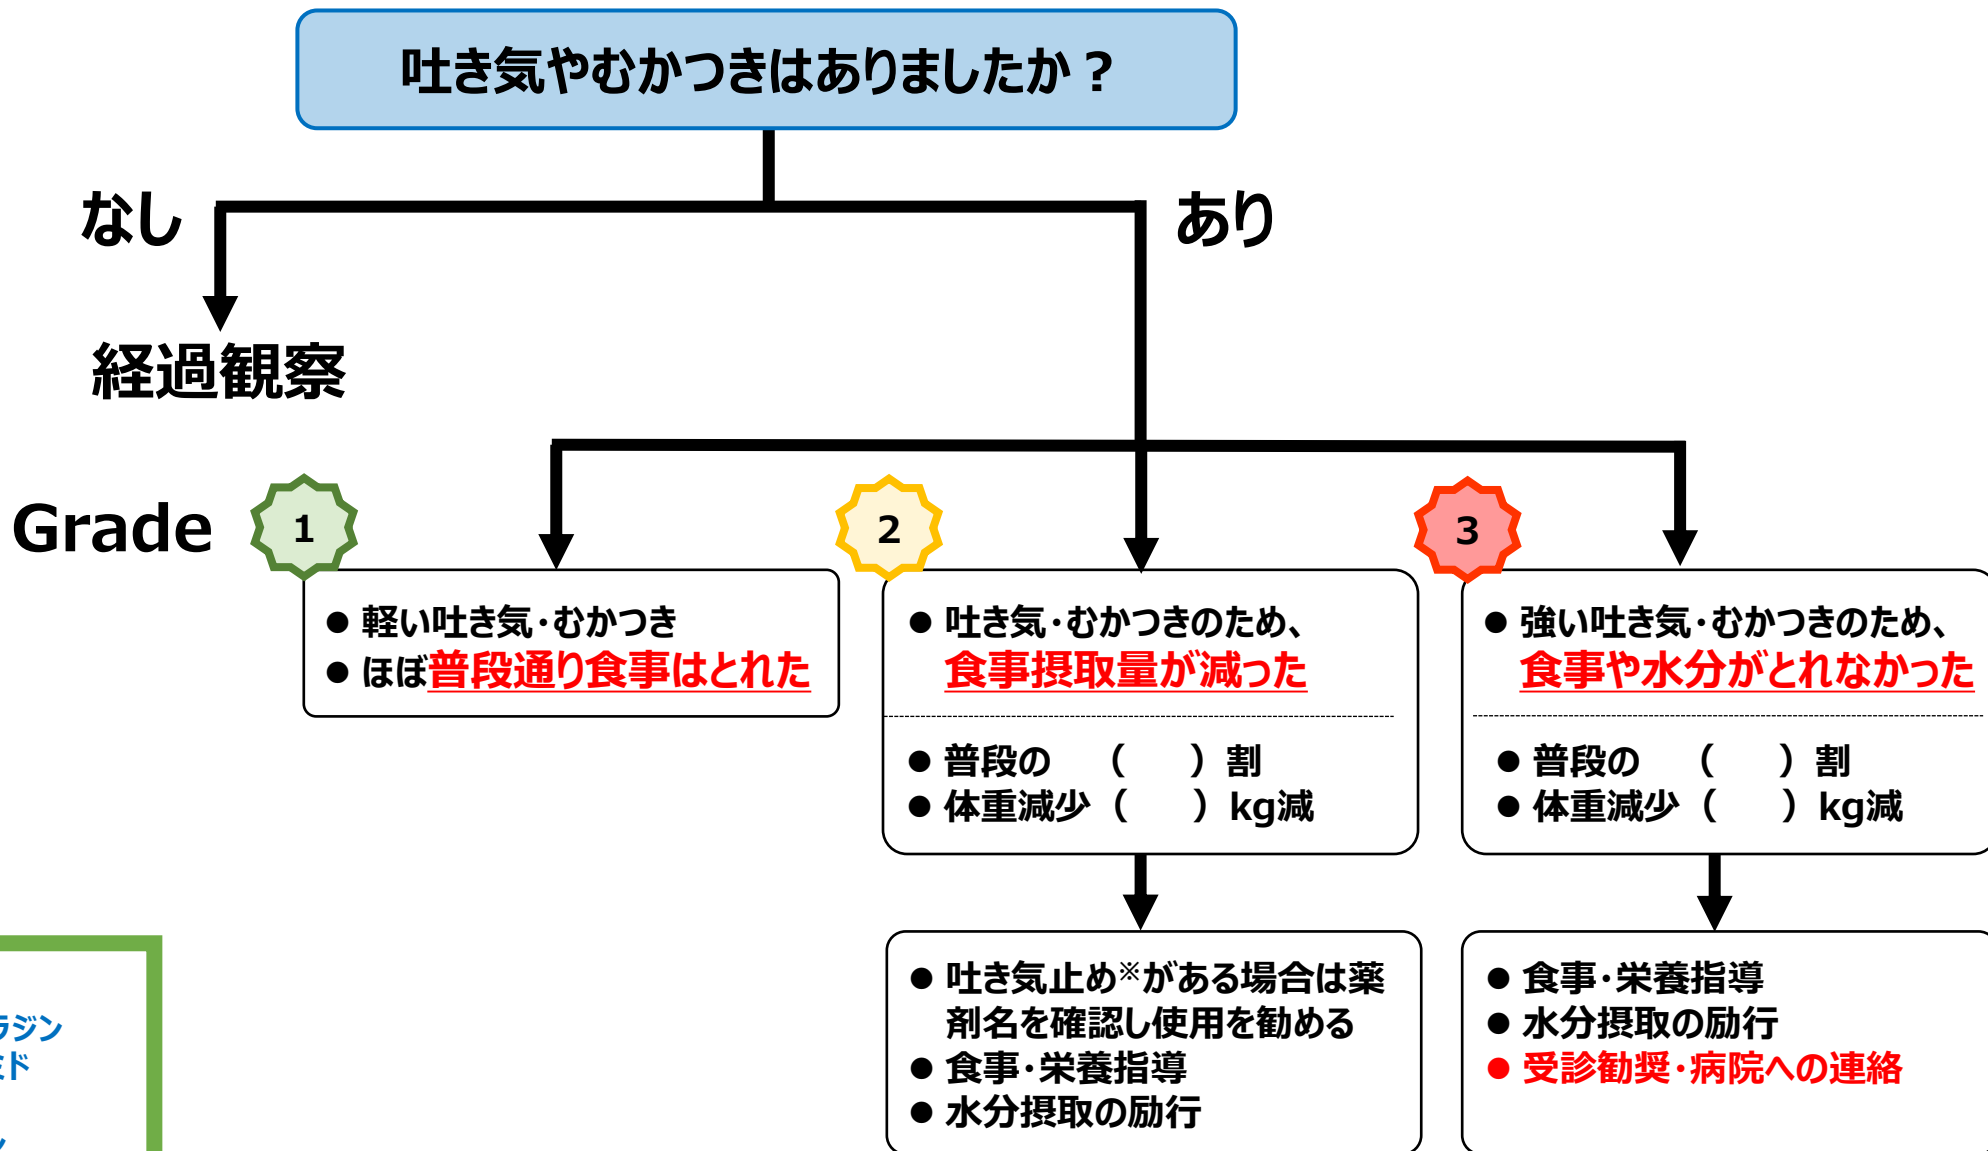 吐き気やむかつきはありましたか？
なし
あり
経過観察
Grade
1
2
3
● 軽い吐き気・むかつき
● ほぼ普段通り食事はとれた
● 吐き気・むかつきのため、
食事摂取量が減った
● 普段の （　　）割
● 体重減少（　　）kg減
● 強い吐き気・むかつきのため、
食事や水分がとれなかった
● 普段の （　　）割
● 体重減少（　　）kg減
● 吐き気止め※がある場合は薬
剤名を確認し使用を勧める
● 食事・栄養指導
● 水分摂取の励行
● 食事・栄養指導
● 水分摂取の励行
● 受診勧奨・病院への連絡
ラジン
ミド